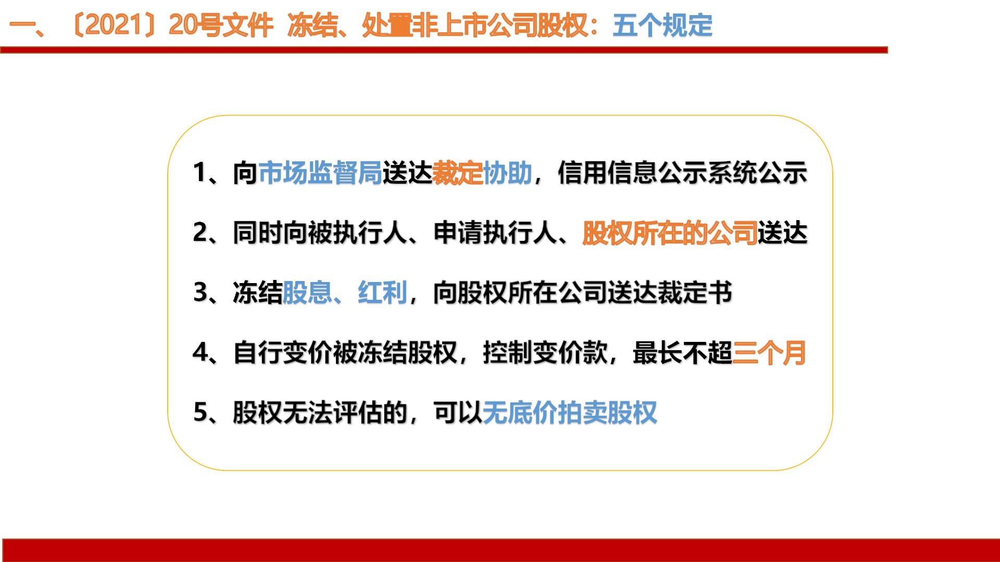 一、〔2021〕20号文件 冻结、处置非上市公司股权：五个规定
1、向市场监督局送达裁定协助，信用信息公示系统公示
2、同时向被执行人、申请执行人、股权所在的公司送达
3、冻结股息、红利，向股权所在公司送达裁定书
4、自行变价被冻结股权，控制变价款，最长不超三个月
5、股权无法评估的，可以无底价拍卖股权